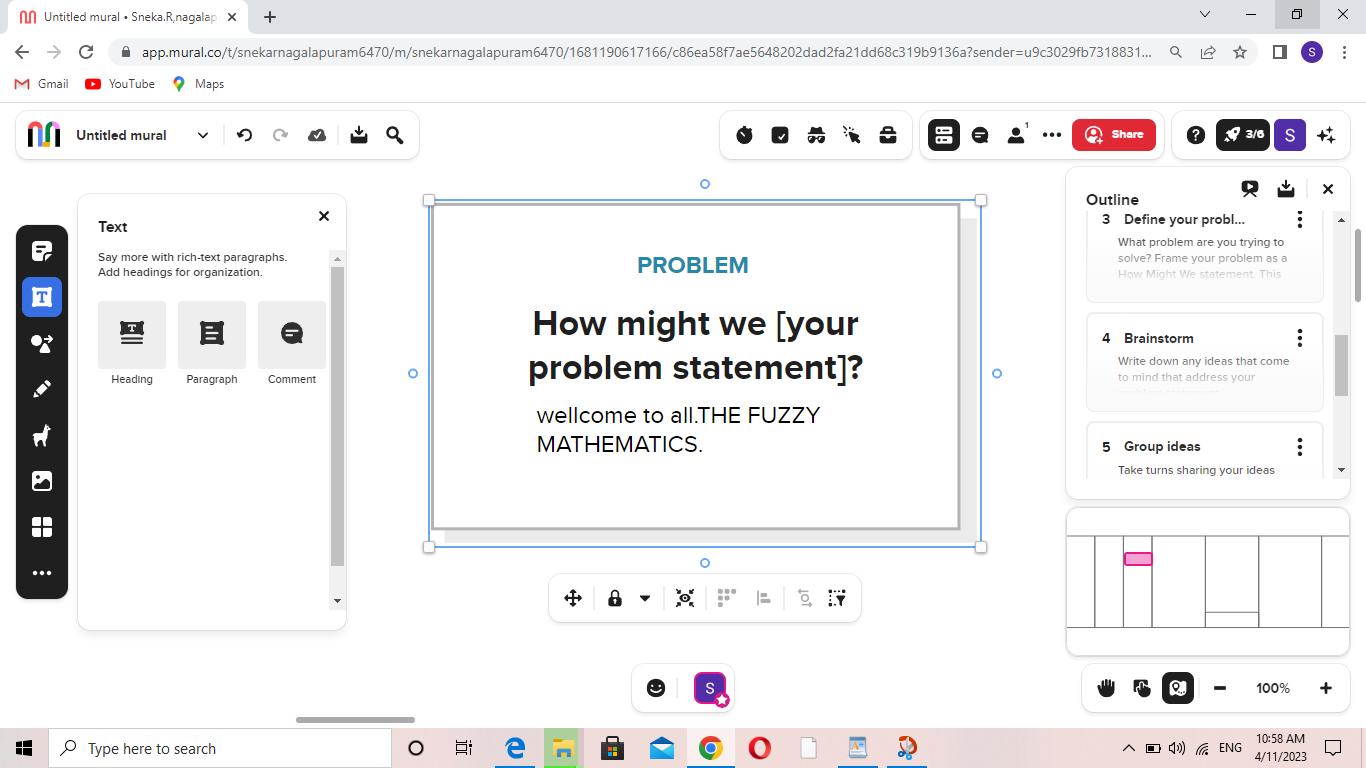 Untitled mural • Sneka.R,nagalap
app.mural.co/t/snekarnagalapuram6470/m/snekarnagalapuram6470/1681190617166/c86ea58f7ae5648202dad2fa21dd68c319b9136a?sender=u9c3029fb7318831...
S
Gmail
YouTube
Maps
Untitled mural
1
Share
?
3/6
S
Text
Say more with rich-text paragraphs.
Add headings for organization.
Heading
Paragraph
Comment
PROBLEM
How might we [your
problem statement]?
wellcome to all.THE FUZZY
MATHEMATICS.
Outline
3 Define your probl...
What problem are you trying to
solve? Frame your problem as a
How Might We statement. This
4 Brainstorm
Write down any ideas that come
to mind that address your
5 Group ideas
Take turns sharing your ideas
S
100%
Type here to search
ENG
10:58 AM
4/11/2023